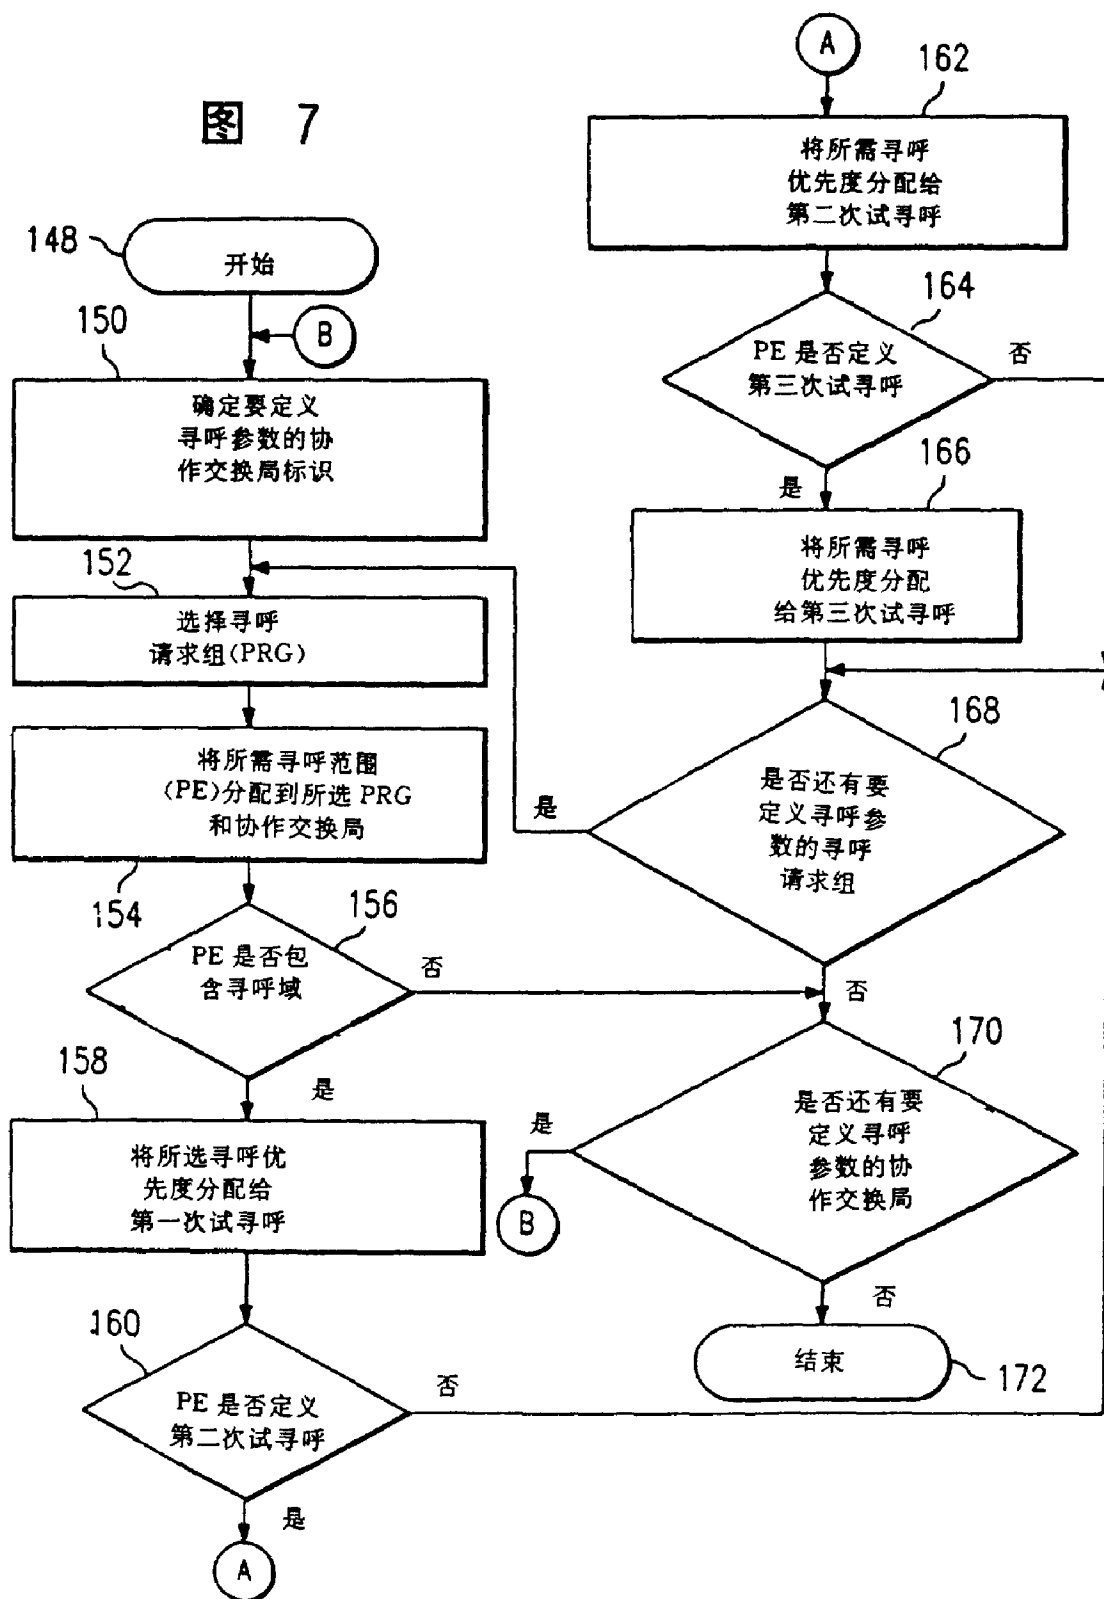 图 7
148
开始
B
150
确定要定义
寻呼参数的协
作交换局标识
152
选择寻呼
请求组(PRG)
将所需寻呼范围
(PE)分配到所选 PRG
和协作交换局
154
156
PE 是否包
含寻呼域
否
是
158
将所选寻呼优
先度分配给
第一次试寻呼
160
PE 是否定义
第二次试寻呼
否
是
A
A
162
将所需寻呼
优先度分配给
第二次试寻呼
164
PE 是否定义
第三次试寻呼
否
是
166
将所需寻呼
优先度分配
给第三次试寻呼
168
是否还有要
定义寻呼参
数的寻呼
请求组
是
否
170
是否还有要
定义寻呼
参数的协
作交换局
是
B
否
结束
172